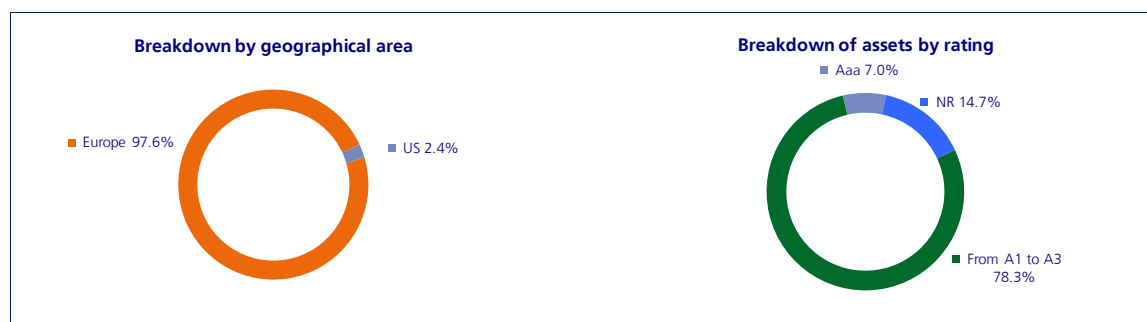 Breakdown by geographical area
Europe 97.6%
US 2.4%
Breakdown of assets by rating
Aaa 7.0%
NR 14.7%
From A1 to A3
78.3%